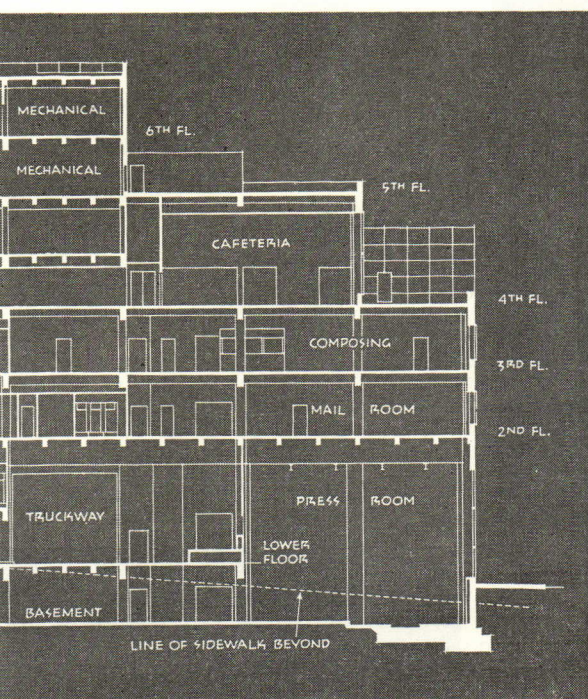 MECHANICAL
6TH FL.
MECHANICAL
5TH FL.
CAFETERIA
4TH FL.
COMPOSING
3RD FL.
MAIL ROOM
2ND FL.
PRESS ROOM
TRUCKWAY
LOWER
FLOOR
BASEMENT
LINE OF SIDEWALK BEYOND